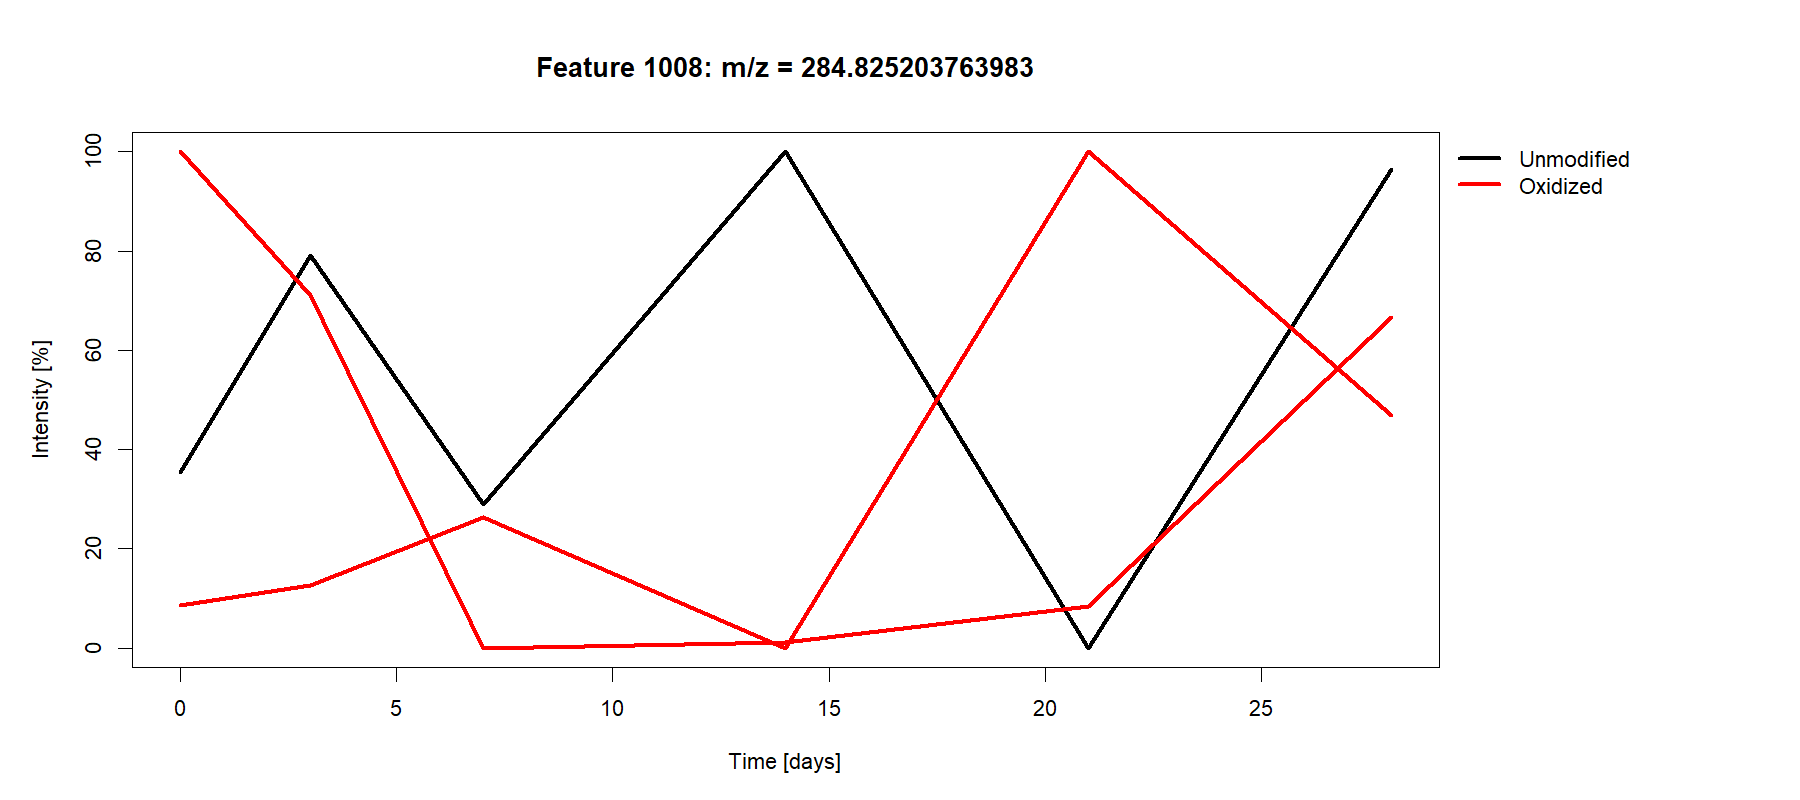 Feature 1008: m/z = 284.825203763983
Unmodified
Oxidized
Intensity [%]
100
80
60
40
20
0
0 5 10 15 20 25
Time [days]